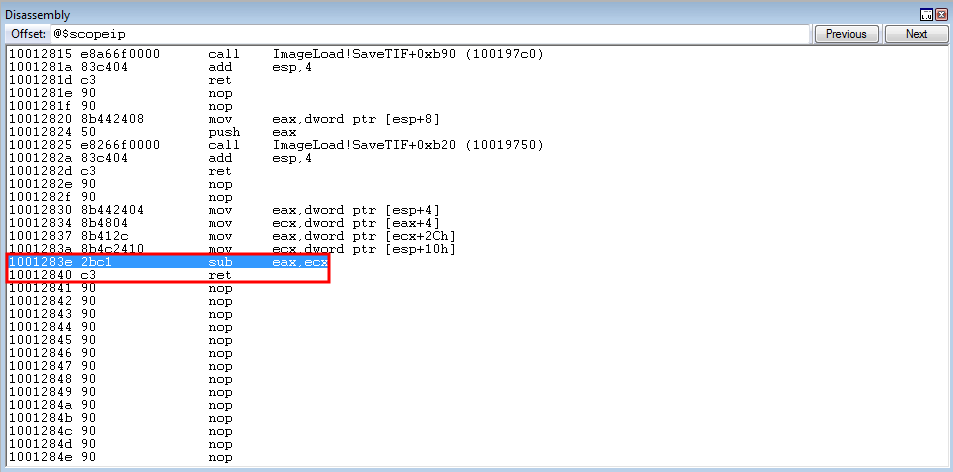 Disassembly
Offset: @$scopeip Previous Next
10012815 e8a66f0000 call ImageLoad!SaveTIF+0xb90 (100197c0)
1001281a 83c404 add esp,4
1001281d c3 ret
1001281e 90 nop
1001281f 90 nop
10012820 8b442408 mov eax,dword ptr [esp+8]
10012824 50 push eax
10012825 e8266f0000 call ImageLoad!SaveTIF+0xb20 (10019750)
1001282a 83c404 add esp,4
1001282d c3 ret
1001282e 90 nop
1001282f 90 nop
10012830 8b442404 mov eax,dword ptr [esp+4]
10012834 8b4804 mov ecx,dword ptr [eax+4]
10012837 8b412c mov eax,dword ptr [ecx+2Ch]
1001283a 8b4c2410 mov ecx,dword ptr [esp+10h]
1001283e 2bc1 sub eax,ecx
10012840 c3 ret
10012841 90 nop
10012842 90 nop
10012843 90 nop
10012844 90 nop
10012845 90 nop
10012846 90 nop
10012847 90 nop
10012848 90 nop
10012849 90 nop
1001284a 90 nop
1001284b 90 nop
1001284c 90 nop
1001284d 90 nop
1001284e 90 nop